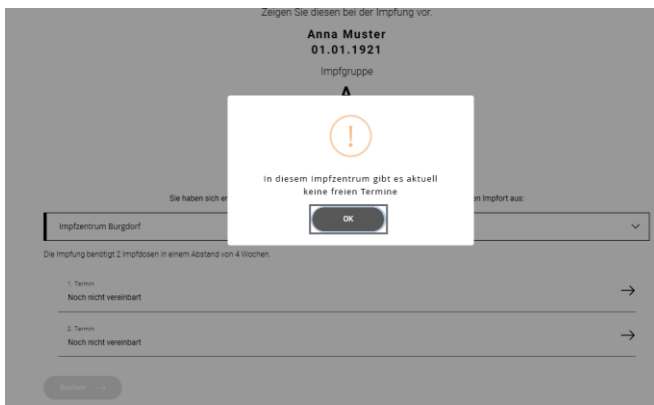 Zeigen Sie diesen bei der Impfung vor.
Anna Muster
01.01.1921
Impfgruppe
A
!
In diesem Impfzentrum gibt es aktuell
keine freien Termine
OK
Sie haben sich er en Impfort aus:
Impfzentrum Burgdorf
Die Impfung benötigt 2 Impfdosen in einem Abstand von 4 Wochen.
1. Termin
Noch nicht vereinbart
2. Termin
Noch nicht vereinbart
Buchen